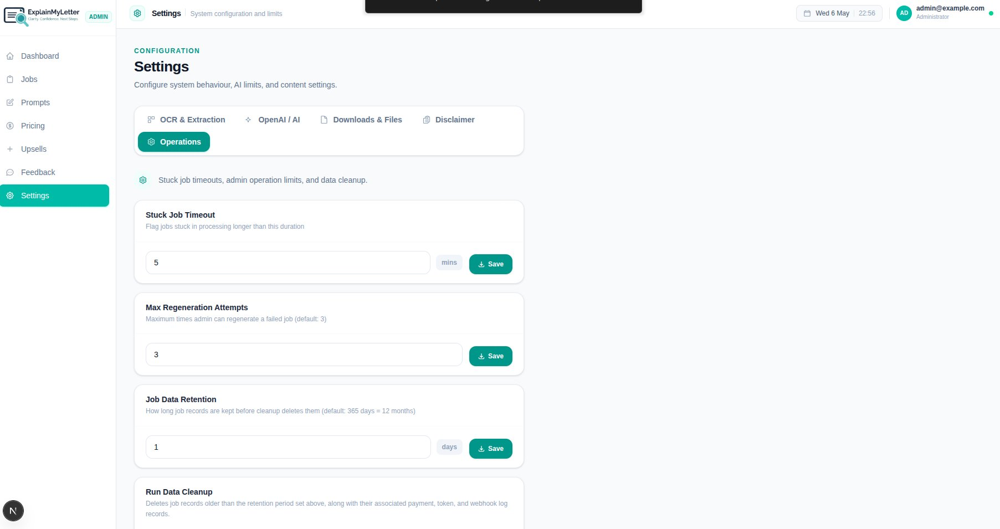 ExplainMyLetter
Clarity. Confidence. Next Steps
ADMIN
Dashboard
Jobs
Prompts
Pricing
Upsells
Feedback
Settings
Settings
System configuration and limits
Wed 6 May
22:56
AD
admin@example.com
Administrator
CONFIGURATION
Settings
Configure system behaviour, AI limits, and content settings.
OCR & Extraction
OpenAI / AI
Downloads & Files
Disclaimer
Operations
Stuck job timeouts, admin operation limits, and data cleanup.
Stuck Job Timeout
Flag jobs stuck in processing longer than this duration
5
mins
Save
Max Regeneration Attempts
Maximum times admin can regenerate a failed job (default: 3)
3
Save
Job Data Retention
How long job records are kept before cleanup deletes them (default: 365 days = 12 months)
1
days
Save
Run Data Cleanup
Deletes job records older than the retention period set above, along with their associated payment, token, and webhook log
records.
N